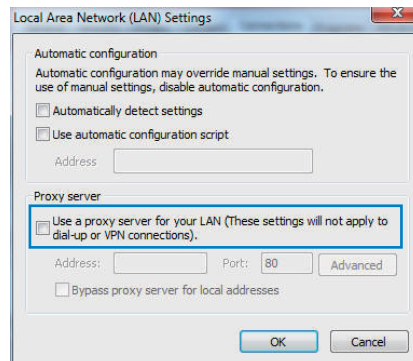 Local Area Network (LAN) Settings
Automatic configuration
Automatic configuration may override manual settings. To ensure the
use of manual settings, disable automatic configuration.
Automatically detect settings
Use automatic configuration script
Address
Proxy server
Use a proxy server for your LAN (These settings will not apply to
dial-up or VPN connections).
Address: Port: 80 Advanced
Bypass proxy server for local addresses
OK Cancel